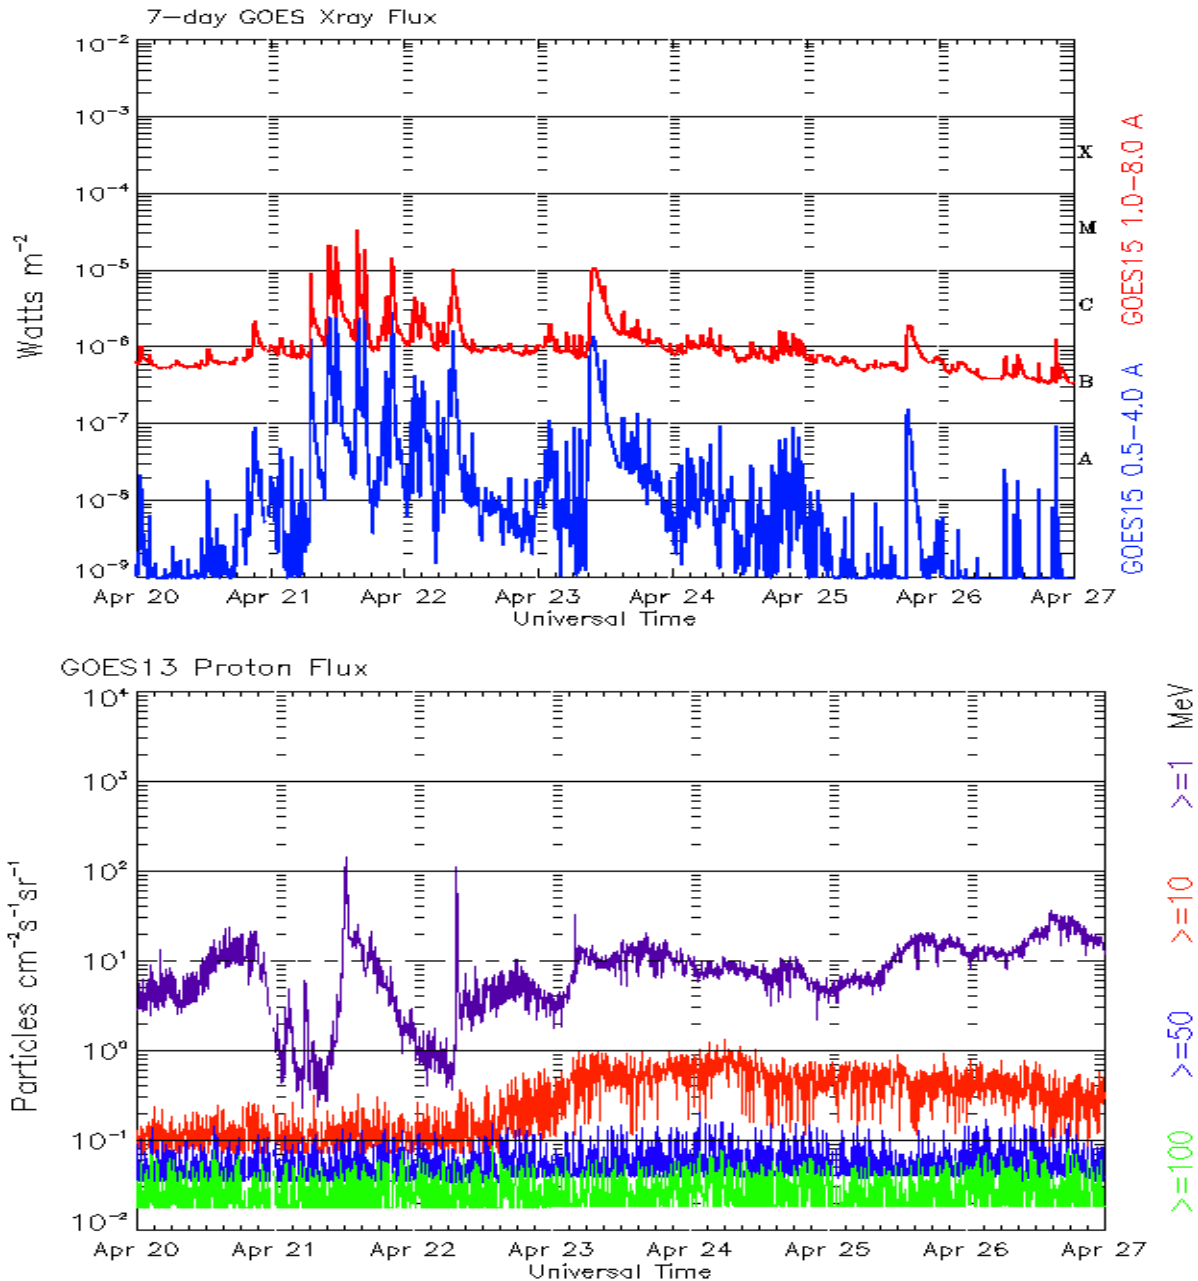 7-day GOES Xray Flux
10⁻²
10⁻³
10⁻⁴
10⁻⁵
10⁻⁶
10⁻⁷
10⁻⁸
10⁻⁹
Watts m⁻²
X
M
C
B
A
GOES15 1.0-8.0 A
GOES15 0.5-4.0 A
Apr 20 Apr 21 Apr 22 Apr 23 Apr 24 Apr 25 Apr 26 Apr 27
Universal Time
GOES13 Proton Flux
10⁴
10³
10²
10¹
10⁰
10⁻¹
10⁻²
Particles cm⁻²s⁻¹sr⁻¹
MeV
>=1
>=10
>=50
>=100
Apr 20 Apr 21 Apr 22 Apr 23 Apr 24 Apr 25 Apr 26 Apr 27
Universal Time